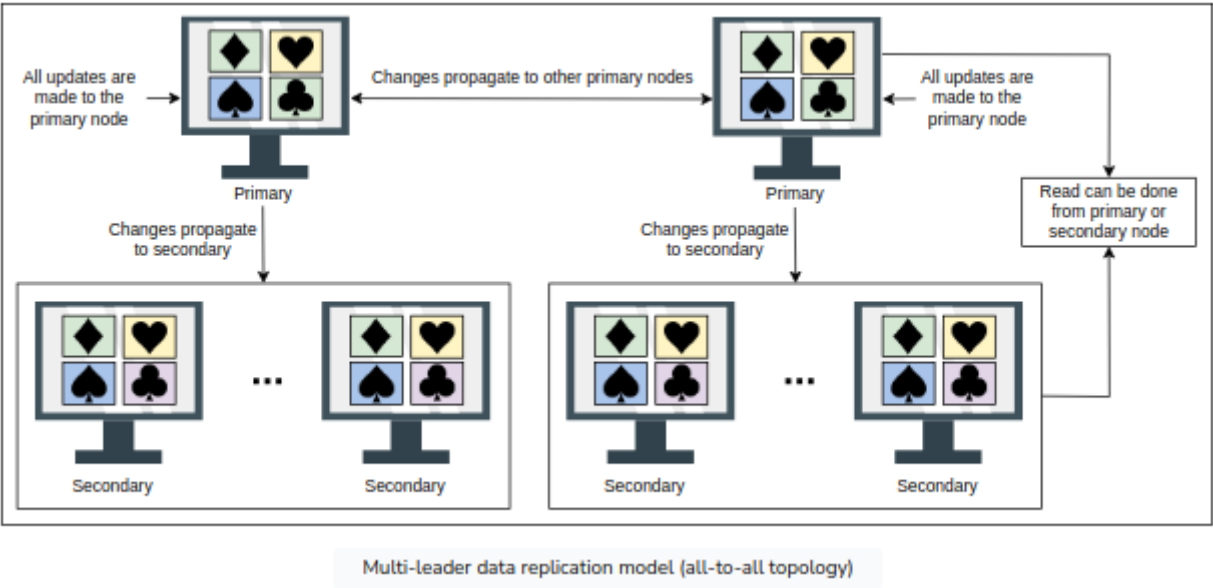 All updates are
made to the
primary node
Changes propagate to other primary nodes
All updates are
made to the
primary node
Primary
Primary
Read can be done
from primary or
secondary node
Changes propagate
to secondary
Changes propagate
to secondary
...
...
Secondary
Secondary
Secondary
Secondary
Multi-leader data replication model (all-to-all topology)